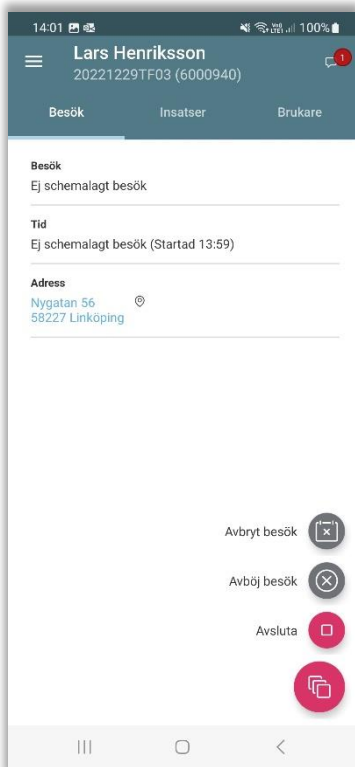 14:01 100%
Lars Henriksson
20221229TF03 (6000940)
1
Besök Insatser Brukare
Besök
Ej schemalagt besök
Tid
Ej schemalagt besök (Startad 13:59)
Adress
Nygatan 56
58227 Linköping
Avbryt besök
Avböj besök
Avsluta